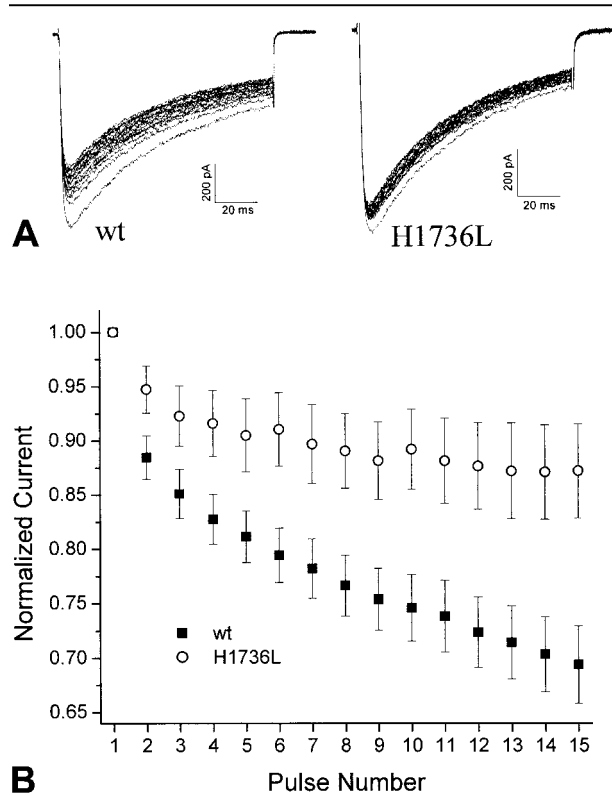 200 pA
20 ms
200 pA
20 ms
A
wt
H1736L
1.00
0.95
0.90
0.85
0.80
0.75
0.70
0.65
Normalized Current
wt
H1736L
1 2 3 4 5 6 7 8 9 10 11 12 13 14 15
B
Pulse Number